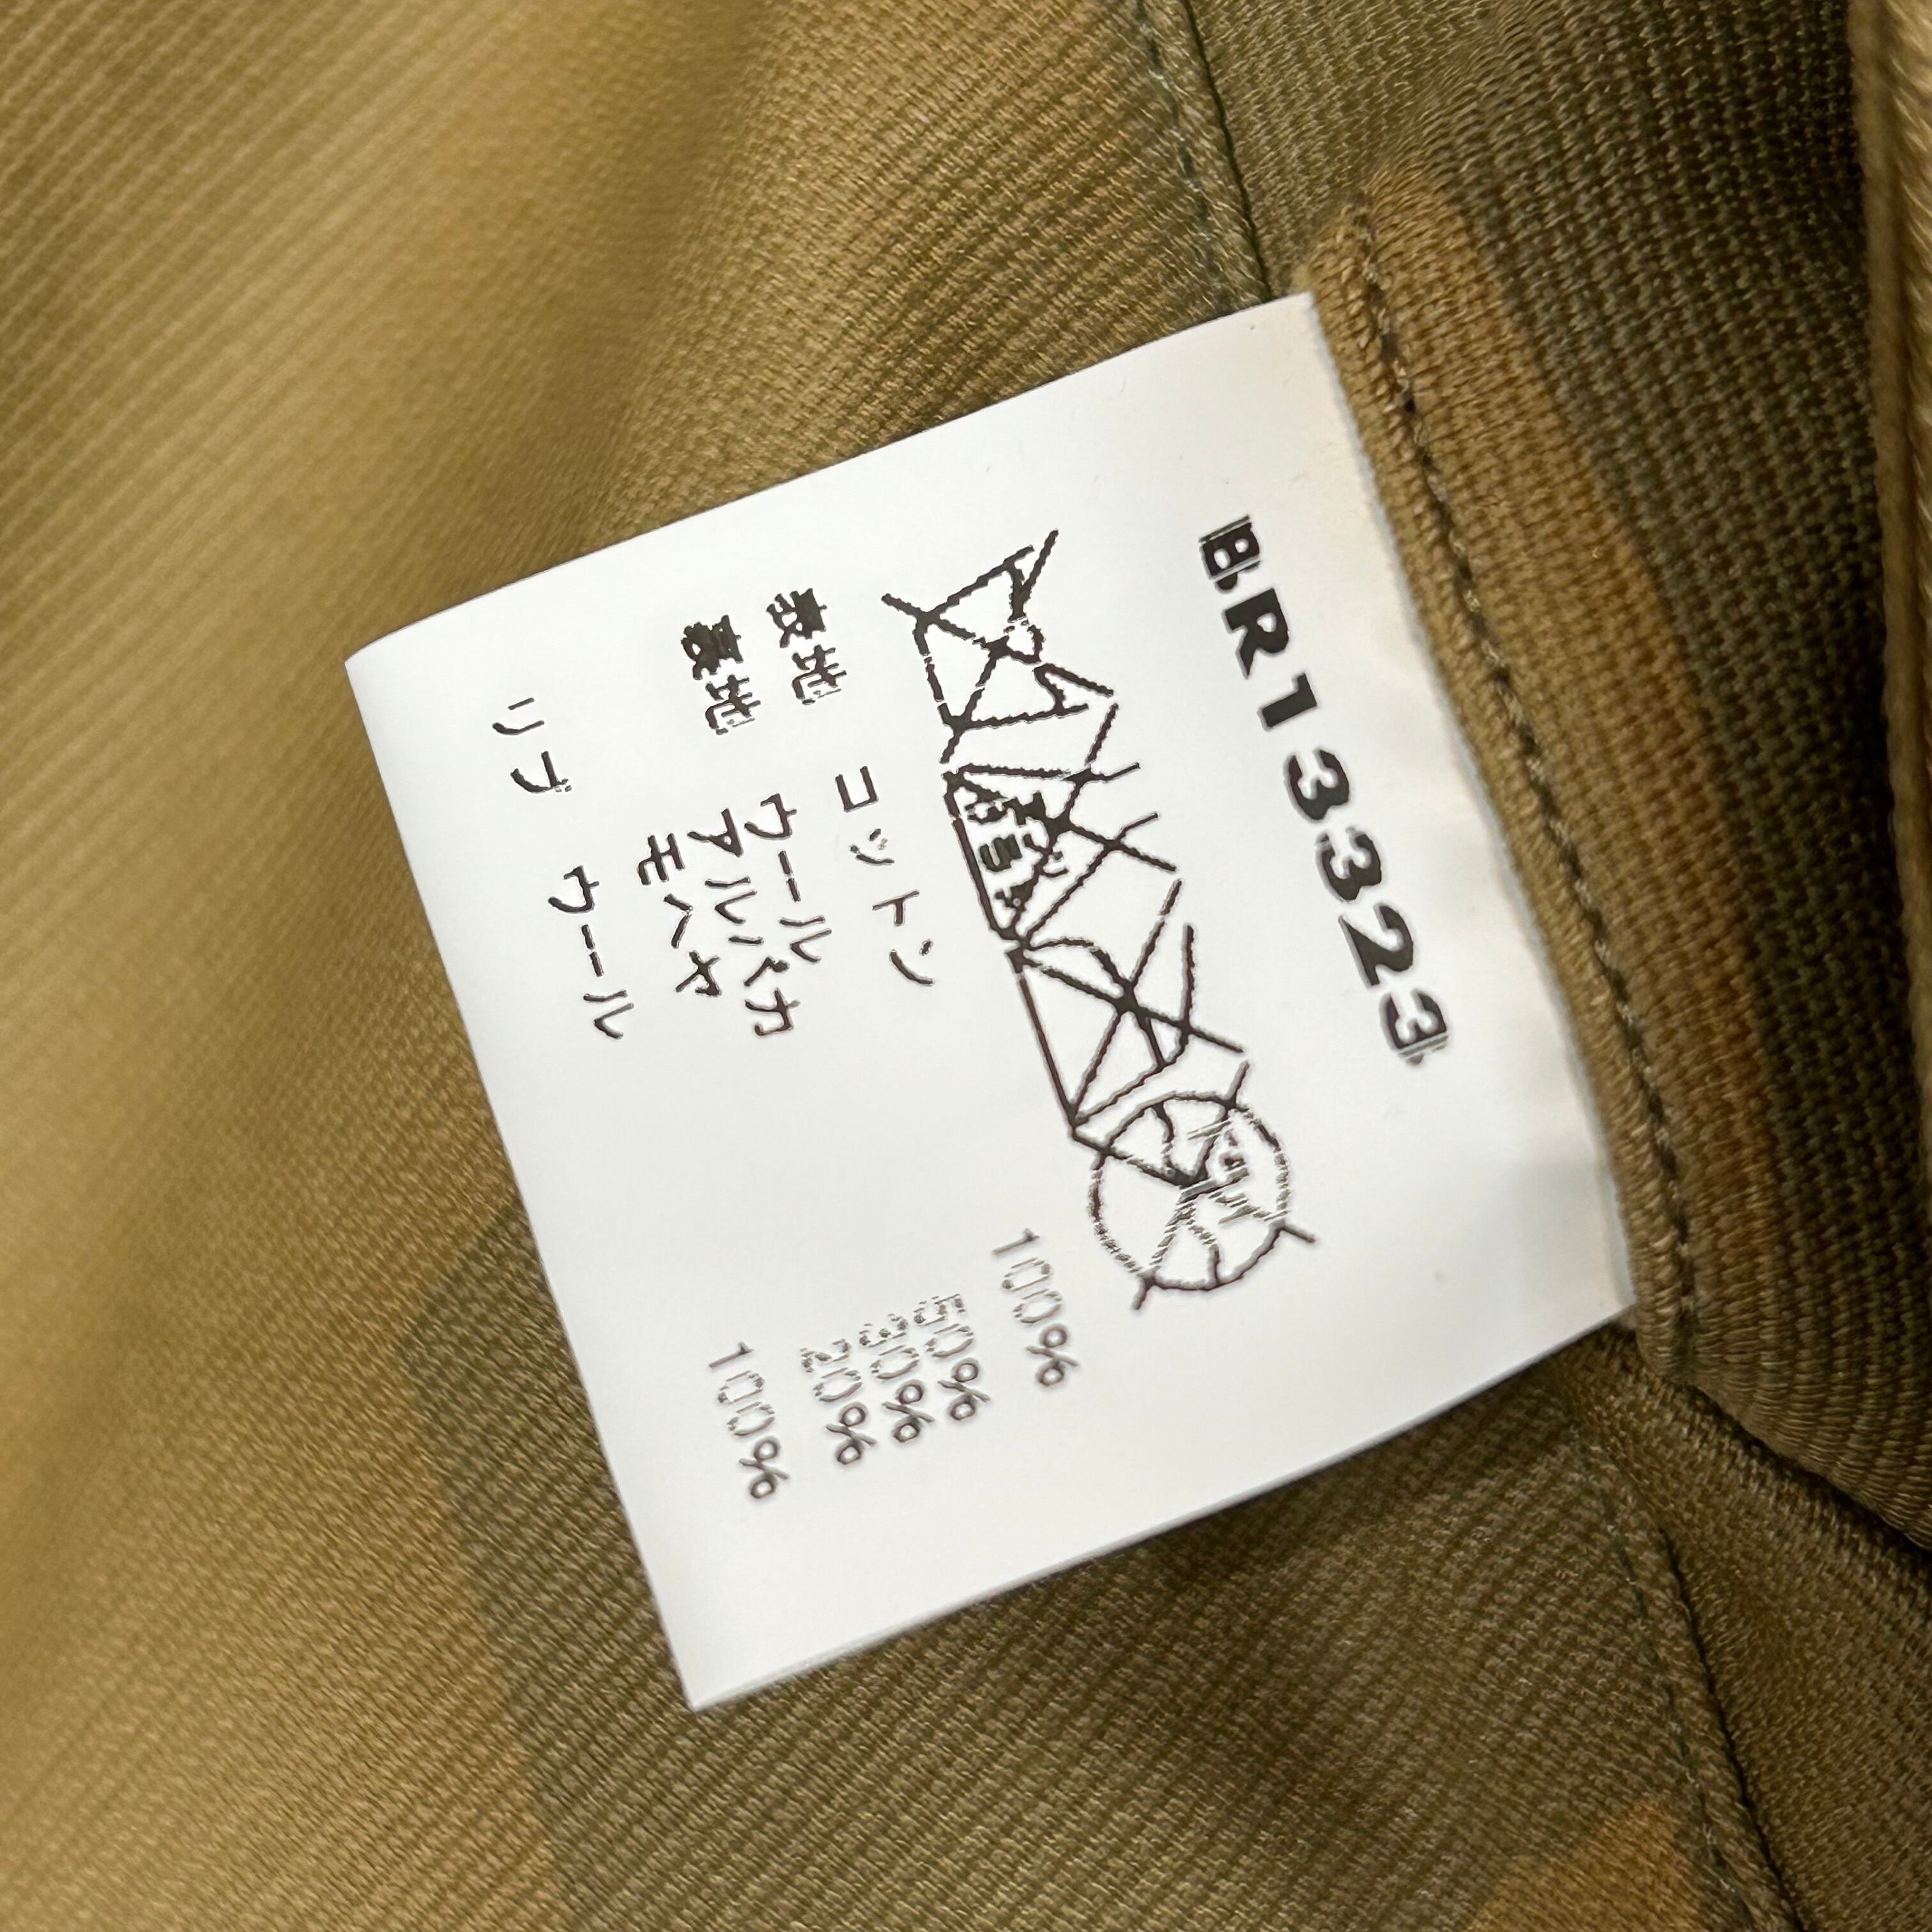 BR13323
表地 コットン 100%
裏地 ウール 50%
アルパカ 30%
モヘヤ 20%
リブ ウール 100%